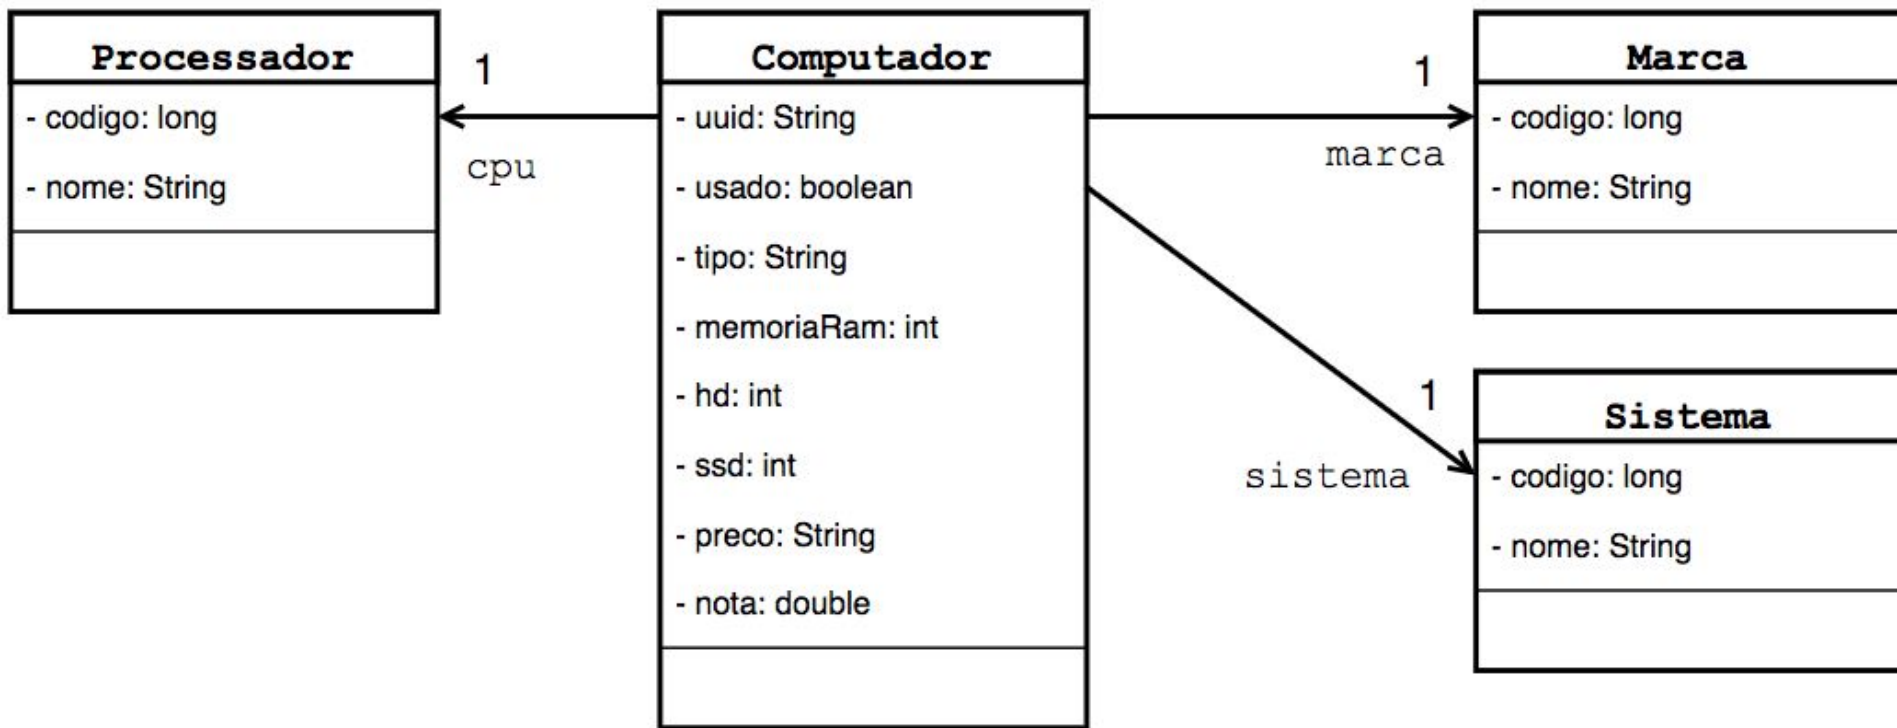 Processador
- codigo: long
- nome: String
1
cpu
Computador
- uuid: String
- usado: boolean
- tipo: String
- memoriaRam: int
- hd: int
- ssd: int
- preco: String
- nota: double
1
marca
Marca
- codigo: long
- nome: String
1
sistema
Sistema
- codigo: long
- nome: String